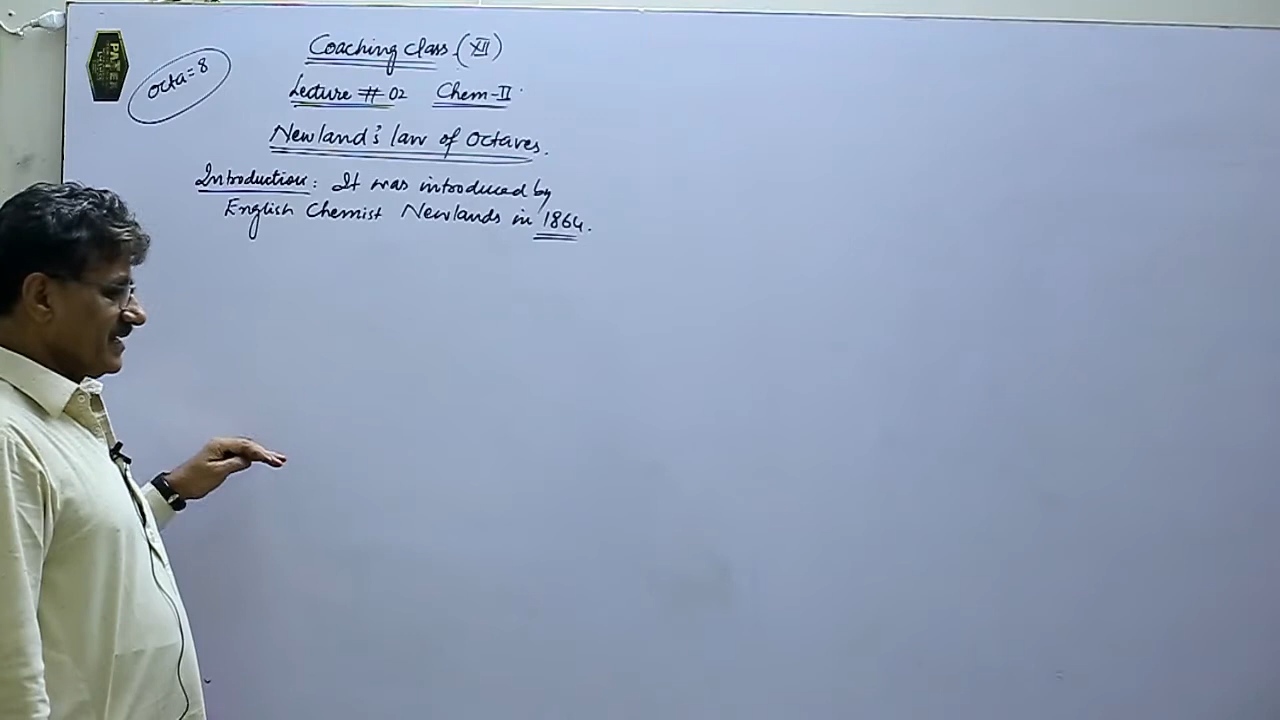 Coaching class (XII)
octa=8
Lecture # 02 Chem-II
Newland's law of Octaves.
Introduction: It was introduced by
English Chemist Newlands in 1864.